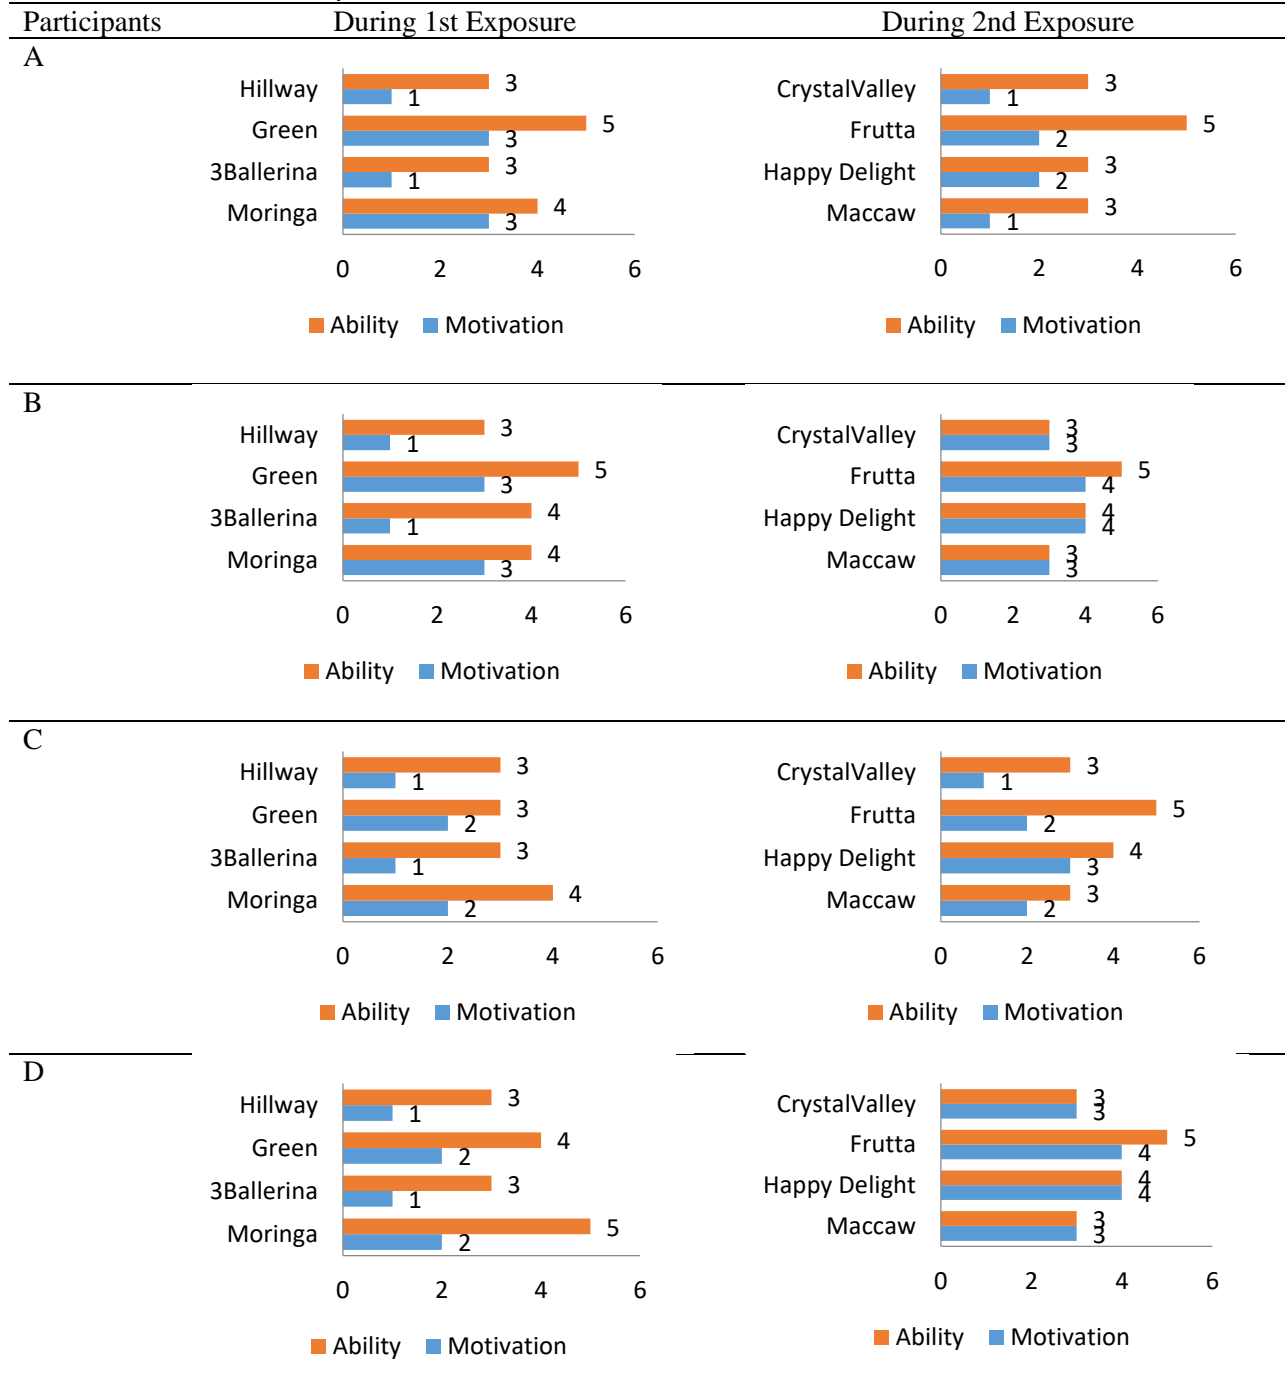 Participants During 1st Exposure During 2nd Exposure
A
Hillway 3 1
Green 5 3
3Ballerina 3 1
Moringa 4 3
0 2 4 6
Ability Motivation
CrystalValley 3 1
Frutta 5 2
Happy Delight 3 2
Maccaw 3 1
0 2 4 6
Ability Motivation
B
Hillway 3 1
Green 5 3
3Ballerina 4 1
Moringa 4 3
0 2 4 6
Ability Motivation
CrystalValley 3 3
Frutta 5 4
Happy Delight 4 4
Maccaw 3 3
0 2 4 6
Ability Motivation
C
Hillway 3 1
Green 3 2
3Ballerina 3 1
Moringa 4 2
0 2 4 6
Ability Motivation
CrystalValley 3 1
Frutta 5 2
Happy Delight 4 3
Maccaw 3 2
0 2 4 6
Ability Motivation
D
Hillway 3 1
Green 4 2
3Ballerina 3 1
Moringa 5 2
0 2 4 6
Ability Motivation
CrystalValley 3 3
Frutta 5 4
Happy Delight 4 4
Maccaw 3 3
0 2 4 6
Ability Motivation